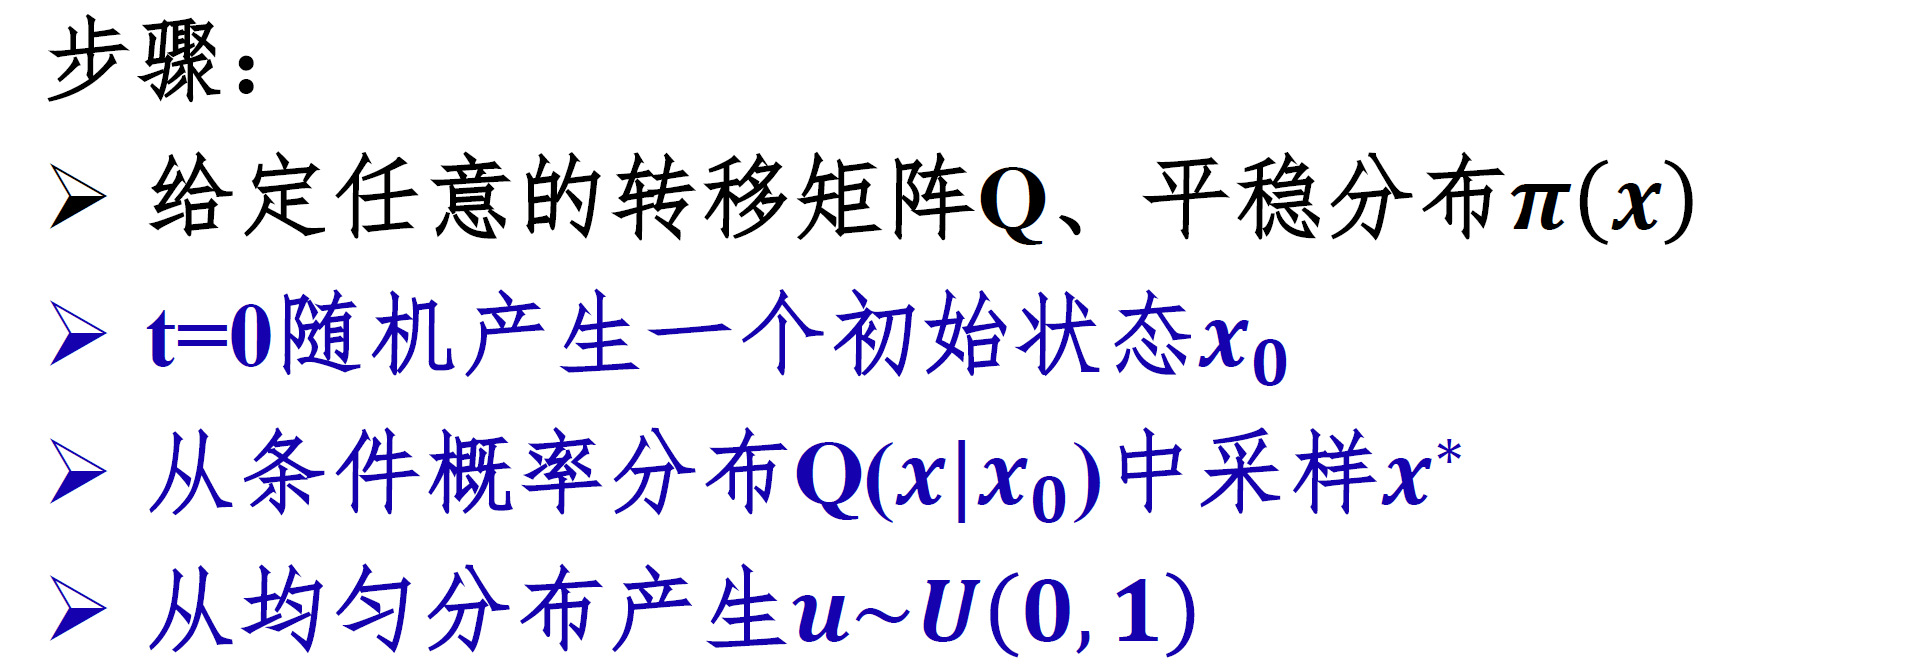 步骤：
➢ 给定任意的转移矩阵Q、平稳分布π(x)
➢ t=0随机产生一个初始状态x₀
➢ 从条件概率分布Q(x|x₀)中采样x*
➢ 从均匀分布产生u~U(0,1)